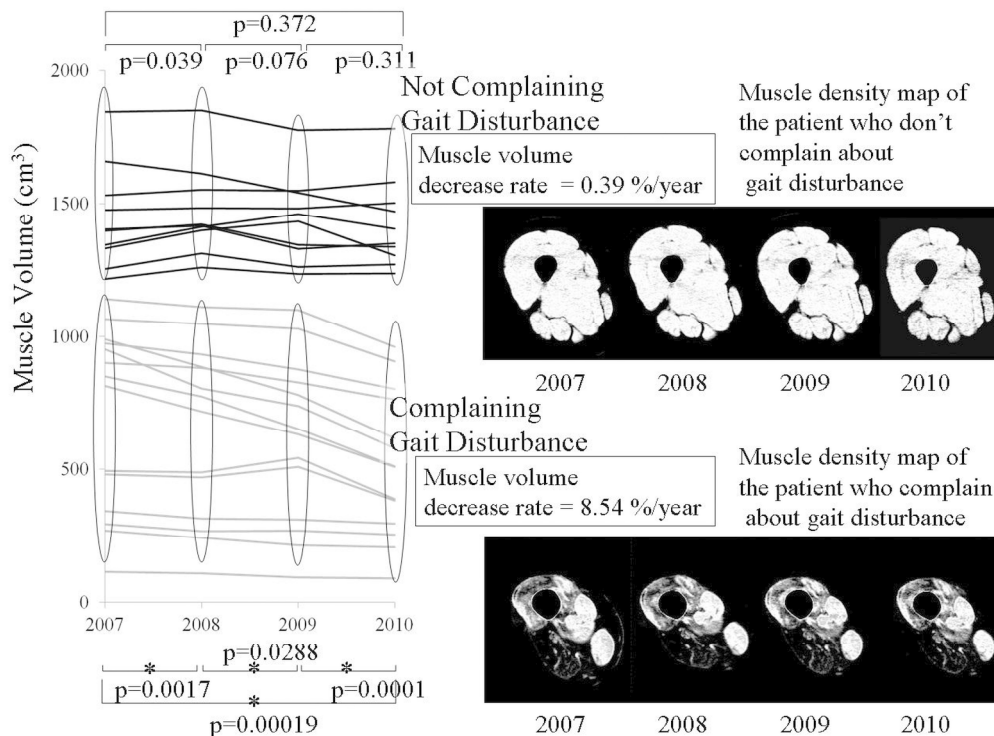 p=0.372
p=0.039 p=0.076 p=0.311
Muscle Volume (cm³)
2000
1500
1000
500
0
2007 2008 2009 2010
Not Complaining
Gait Disturbance
Muscle volume
decrease rate = 0.39 %/year
Muscle density map of
the patient who don't
complain about
gait disturbance
2007 2008 2009 2010
Complaining
Gait Disturbance
Muscle volume
decrease rate = 8.54 %/year
Muscle density map of
the patient who complain
about gait disturbance
2007 2008 2009 2010
p=0.0288
* * *
p=0.0017 * p=0.0001
p=0.00019